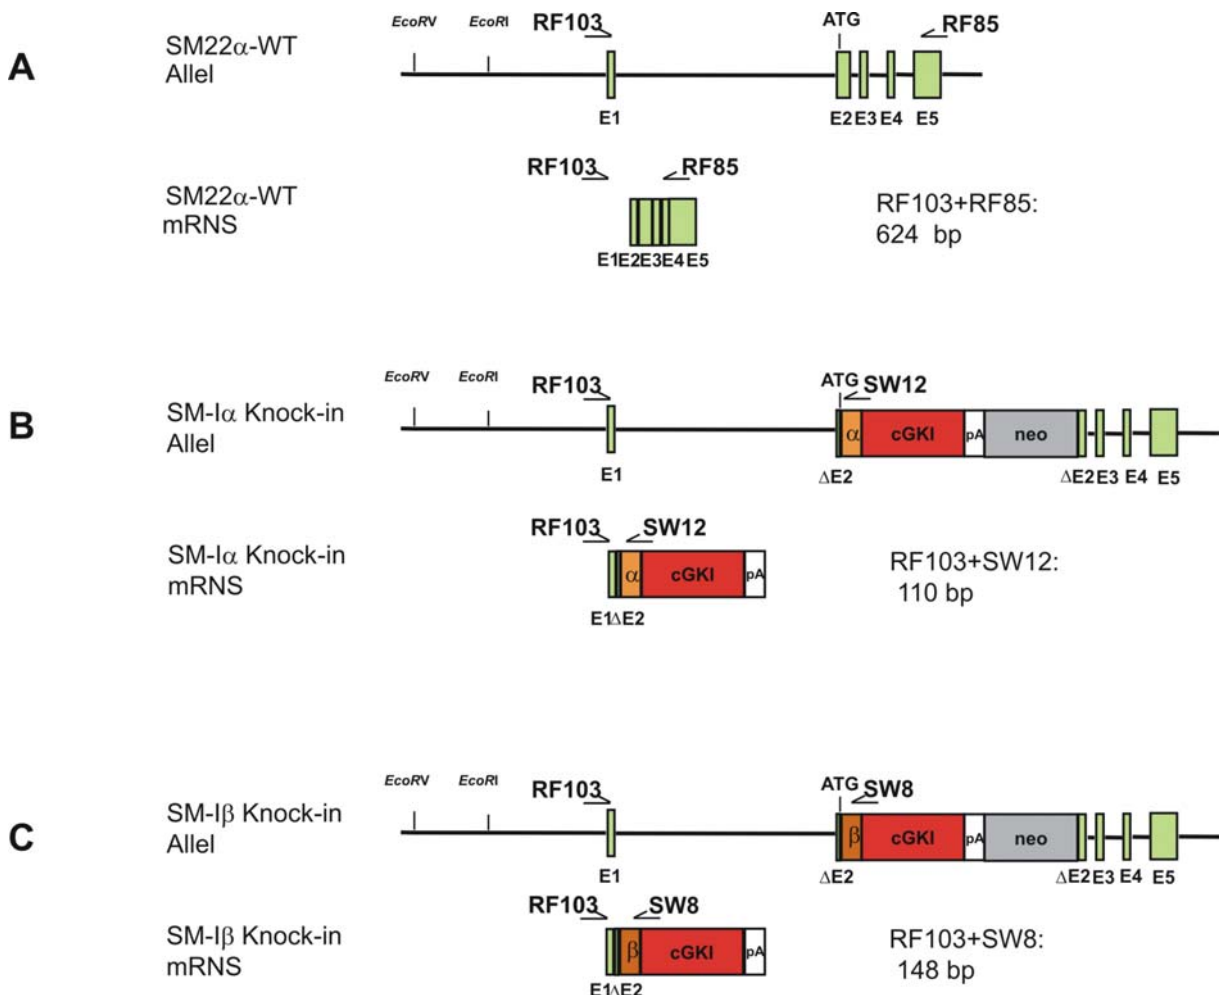 A
SM22α-WT
Allel
EcoRV
EcoRI
RF103
ATG
RF85
E1
E2 E3 E4 E5
SM22α-WT
mRNS
RF103
RF85
E1E2E3E4E5
RF103+RF85:
624 bp
B
SM-Iα Knock-in
Allel
EcoRV
EcoRI
RF103
ATG
SW12
α
cGKI
pA
neo
E1
ΔE2
ΔE2 E3 E4 E5
SM-Iα Knock-in
mRNS
RF103
SW12
α
cGKI
pA
E1ΔE2
RF103+SW12:
110 bp
C
SM-Iβ Knock-in
Allel
EcoRV
EcoRI
RF103
ATG
SW8
β
cGKI
pA
neo
E1
ΔE2
ΔE2 E3 E4 E5
SM-Iβ Knock-in
mRNS
RF103
SW8
β
cGKI
pA
E1ΔE2
RF103+SW8:
148 bp